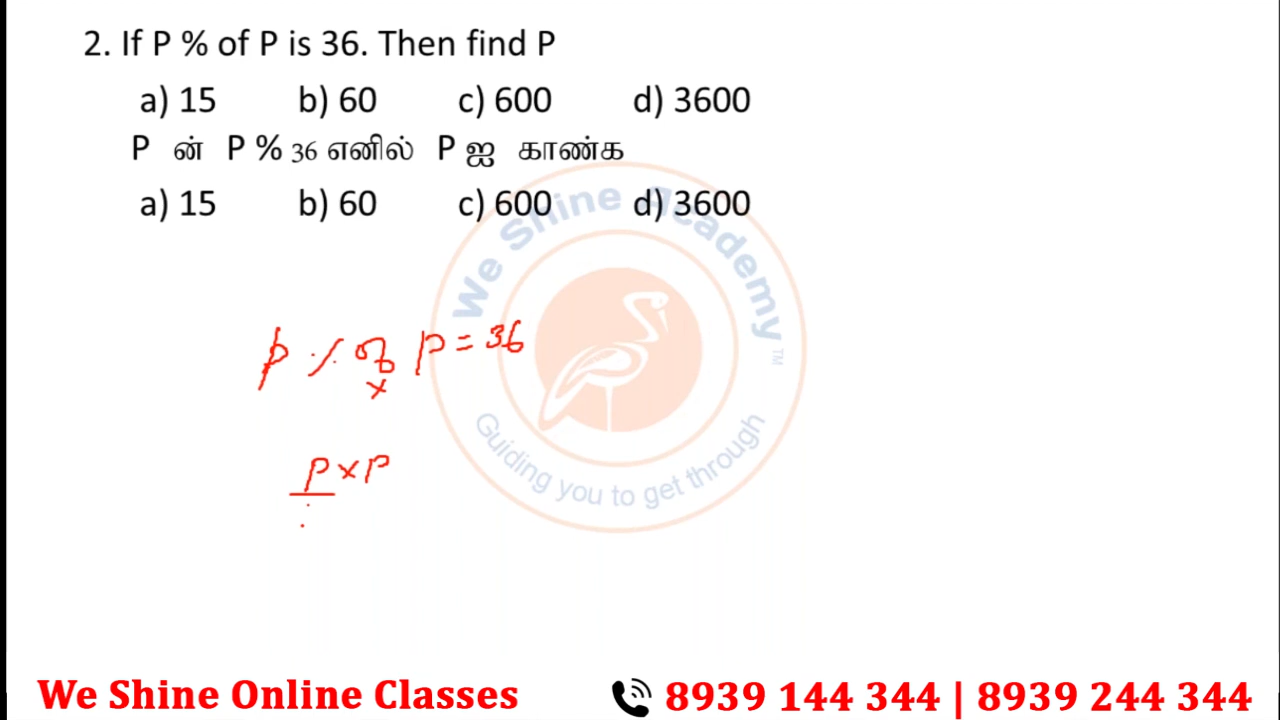 2. If P % of P is 36. Then find P
a) 15 b) 60 c) 600 d) 3600
P ன் P % 36 எனில் P ஐ காண்க
a) 15 b) 60 c) 600 d) 3600
We Shine Academy TM
p % of p = 36
×
P × P
Guiding you to get through
We Shine Online Classes 8939 144 344 | 8939 244 344